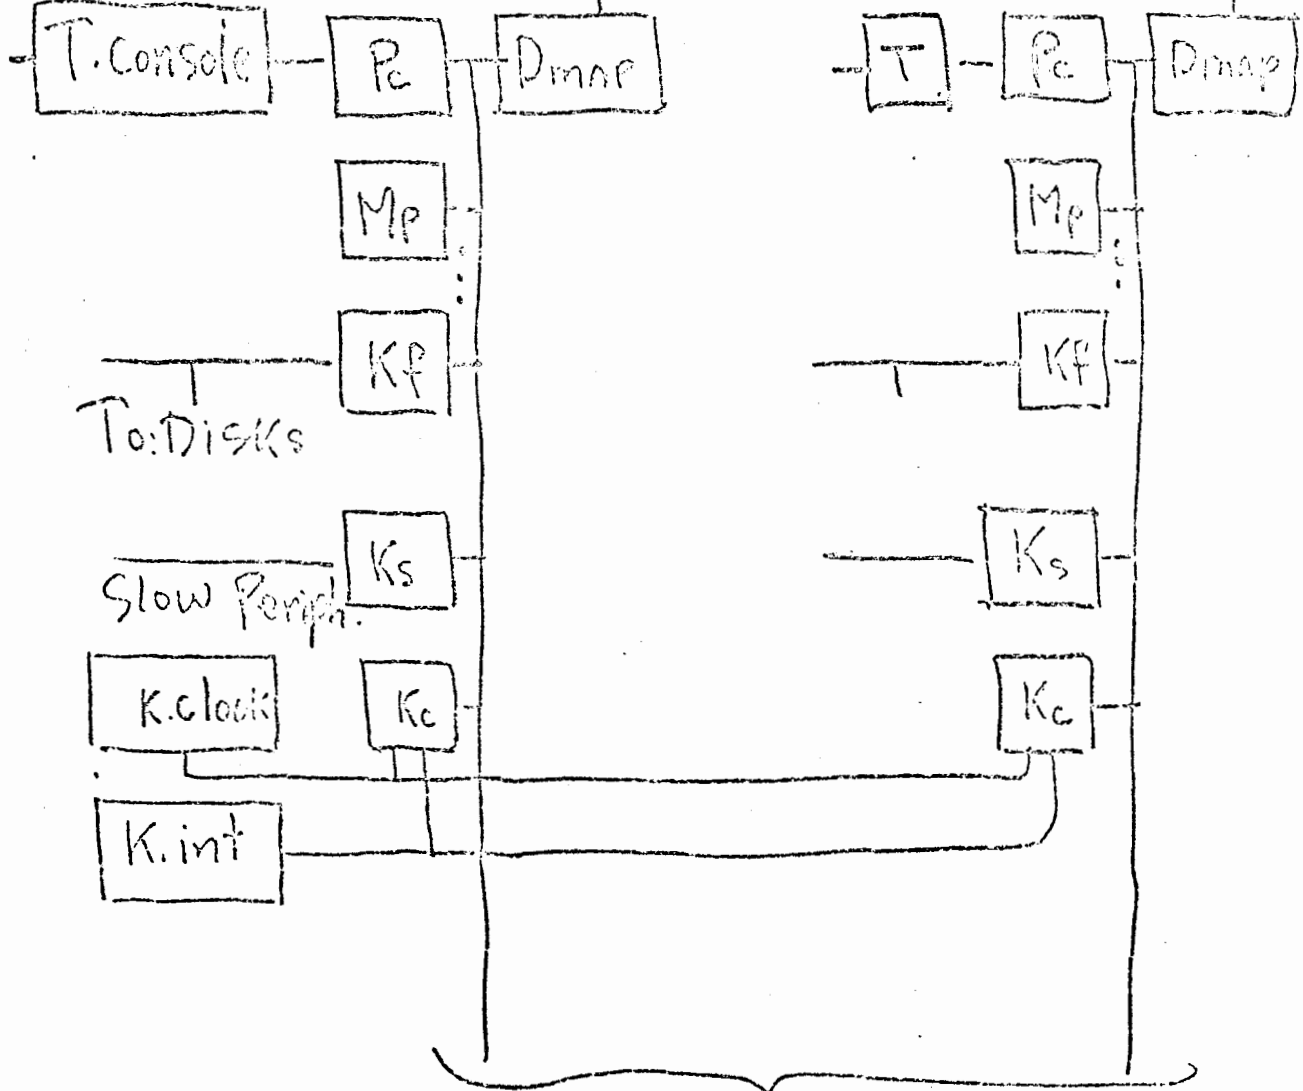 T.Console Pc Dmap T Pc Dmap
Mp Mp
Kf Kf
To:Disks
Ks Ks
Slow Periph.
K.clock Kc Kc
K.int